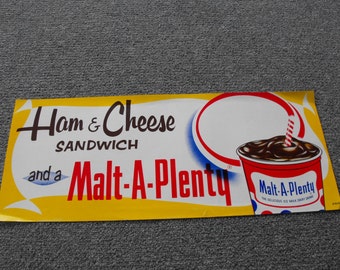 Ham & Cheese
SANDWICH
and a
Malt-A-Plenty
Malt-A-Plenty